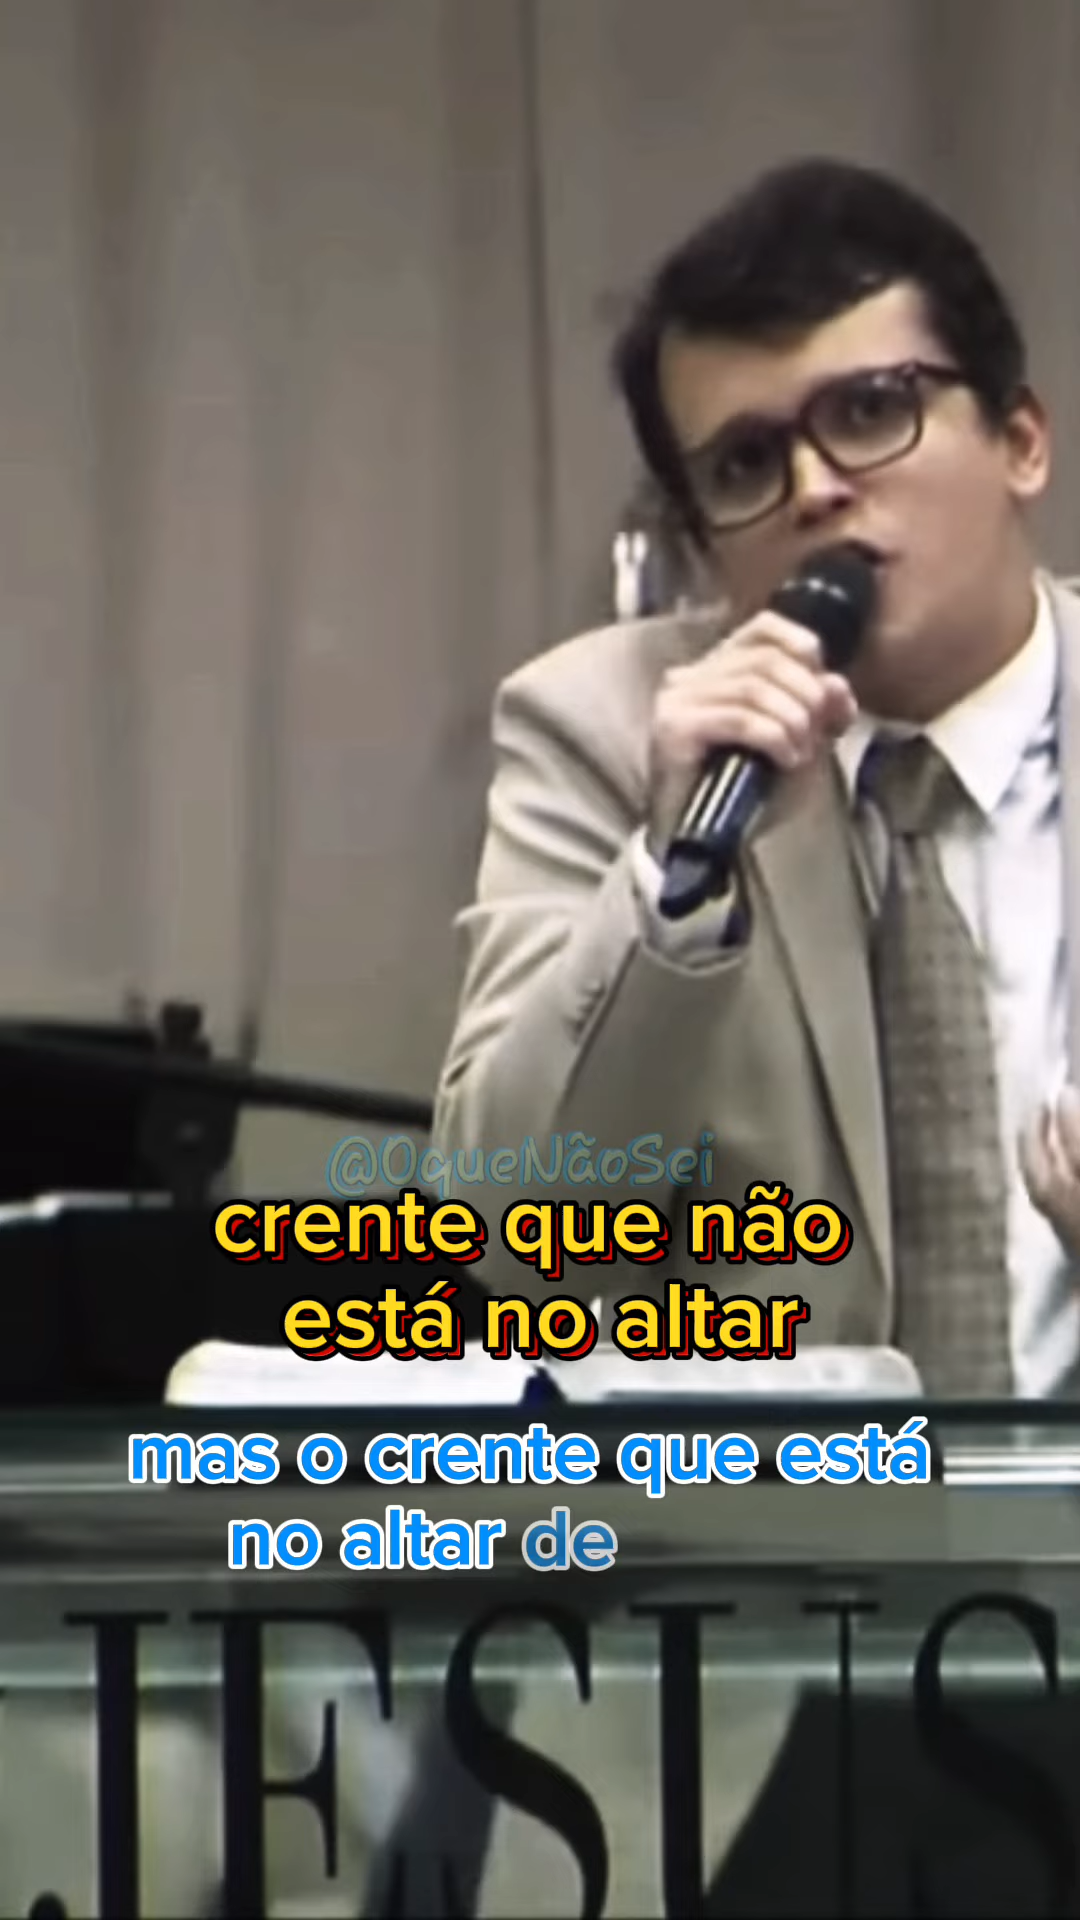 @OqueNãoSei
crente que não
está no altar
mas o crente que está
no altar de
JESUS